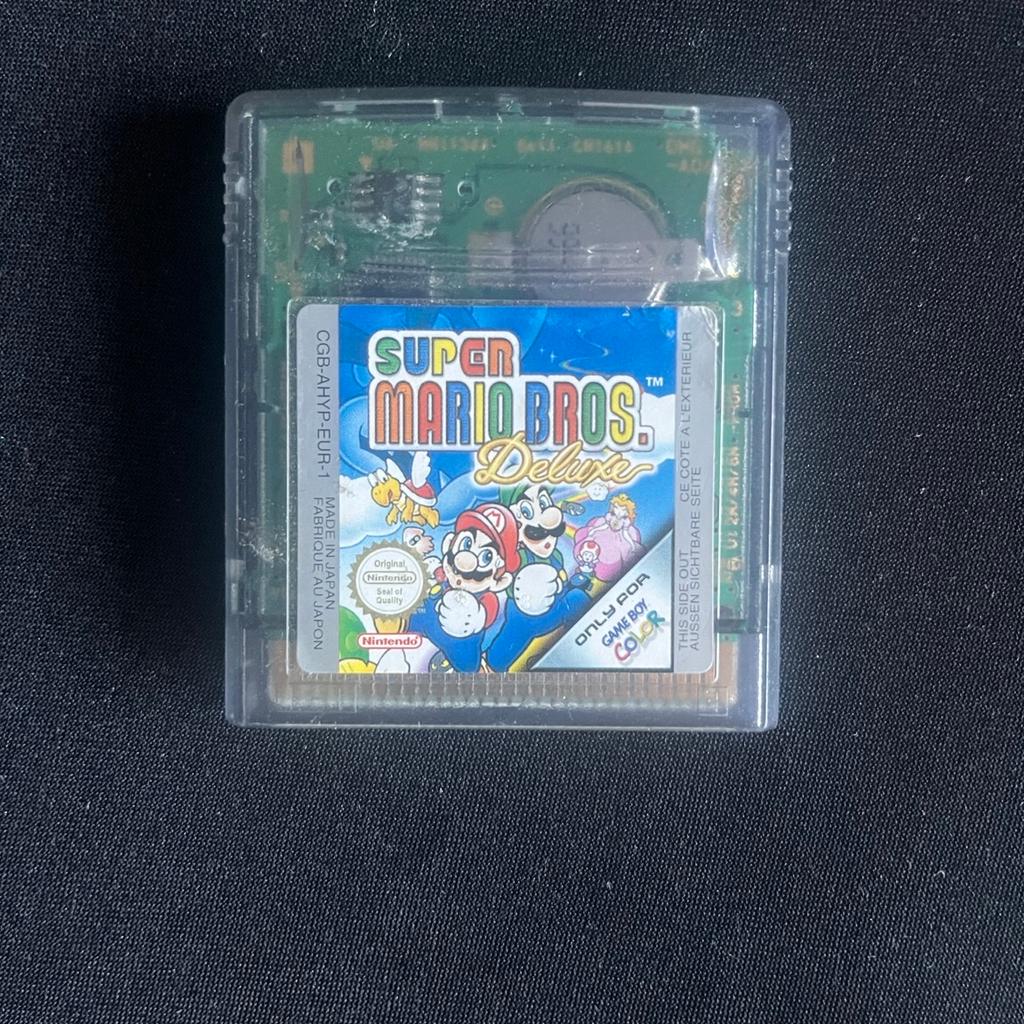 SUPER
MARIO BROS.™
Deluxe
CGB-AHYP-EUR-1
MADE IN JAPAN
FABRIQUE AU JAPON
Original
Nintendo
Seal of
Quality
TM
Nintendo
M
ONLY FOR
GAME BOY
COLOR
THIS SIDE OUT CE COTE A L'EXTERIEUR
AUSSEN SICHTBARE SEITE